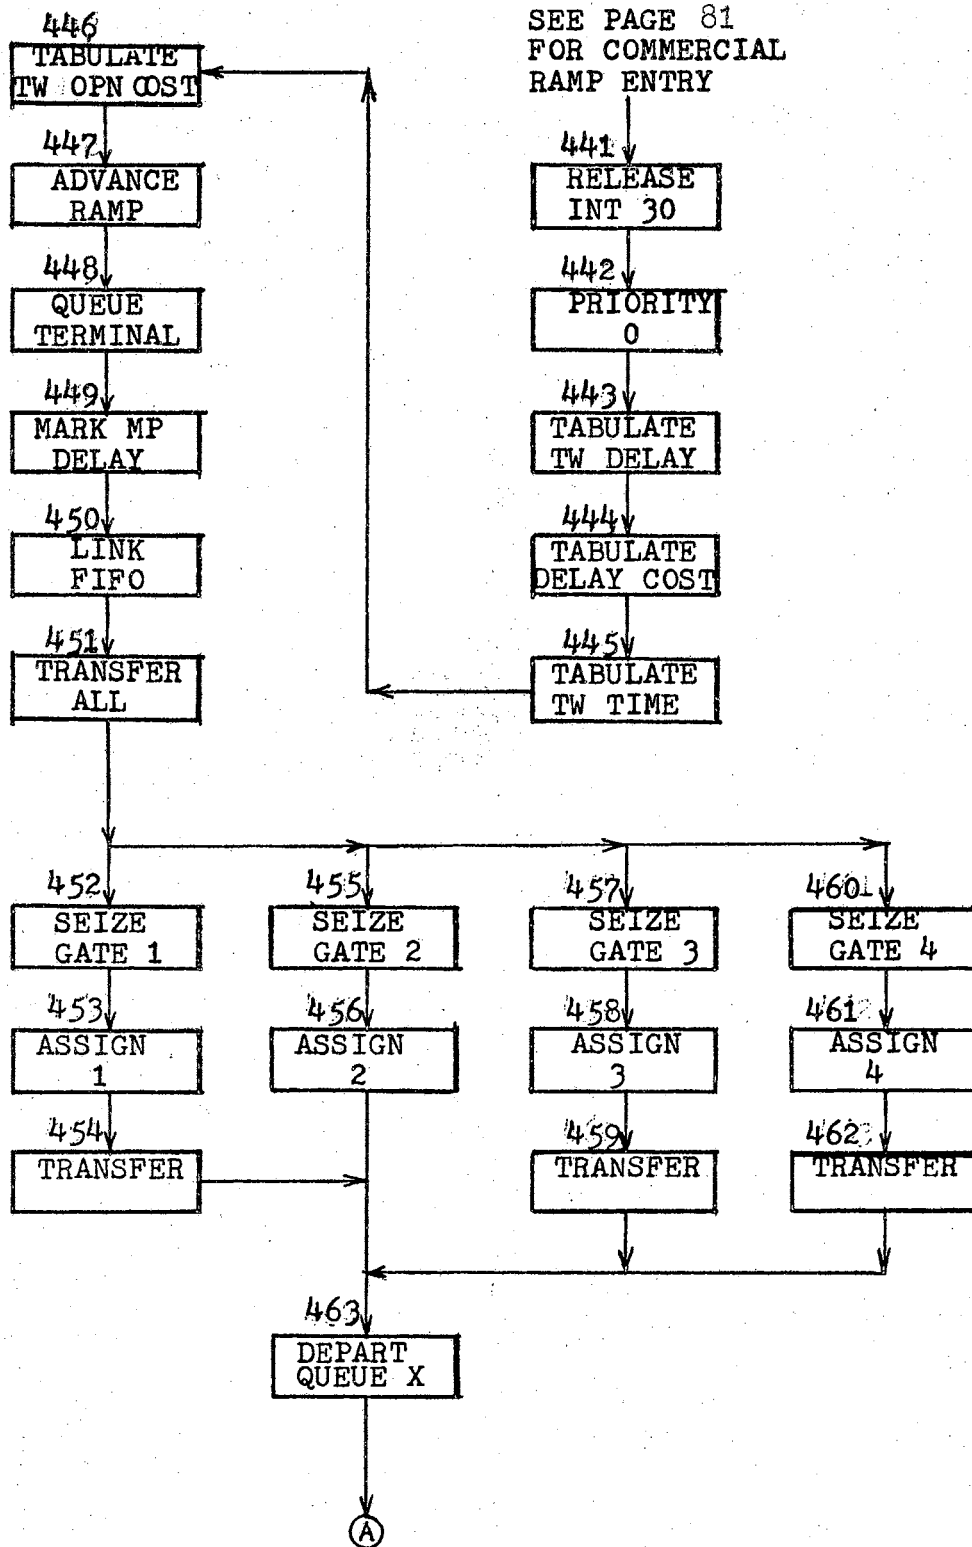 SEE PAGE 81
FOR COMMERCIAL
RAMP ENTRY
441
RELEASE
INT 30
442
PRIORITY
0
443
TABULATE
TW DELAY
444
TABULATE
DELAY COST
445
TABULATE
TW TIME
446
TABULATE
TW OPN COST
447
ADVANCE
RAMP
448
QUEUE
TERMINAL
449
MARK MP
DELAY
450
LINK
FIFO
451
TRANSFER
ALL
452
SEIZE
GATE 1
453
ASSIGN
1
454
TRANSFER
455
SEIZE
GATE 2
456
ASSIGN
2
457
SEIZE
GATE 3
458
ASSIGN
3
459
TRANSFER
460
SEIZE
GATE 4
461
ASSIGN
4
462
TRANSFER
463
DEPART
QUEUE X
A